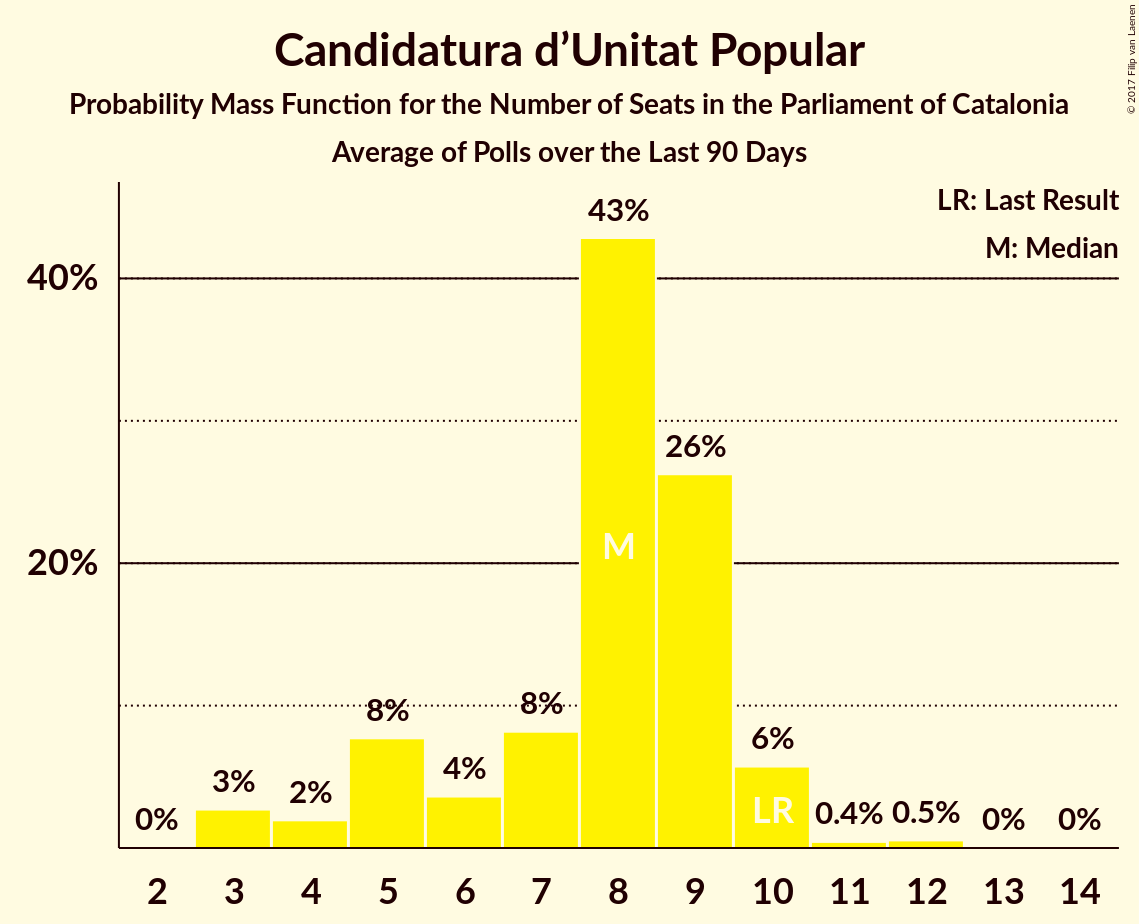 Candidatura d’Unitat Popular
Probability Mass Function for the Number of Seats in the Parliament of Catalonia
Average of Polls over the Last 90 Days
© 2017 Filip van Laenen
LR: Last Result
M: Median
40%
20%
0%
3%
2%
8%
4%
8%
43%
26%
6%
0.4%
0.5%
0%
0%
M
LR
2 3 4 5 6 7 8 9 10 11 12 13 14